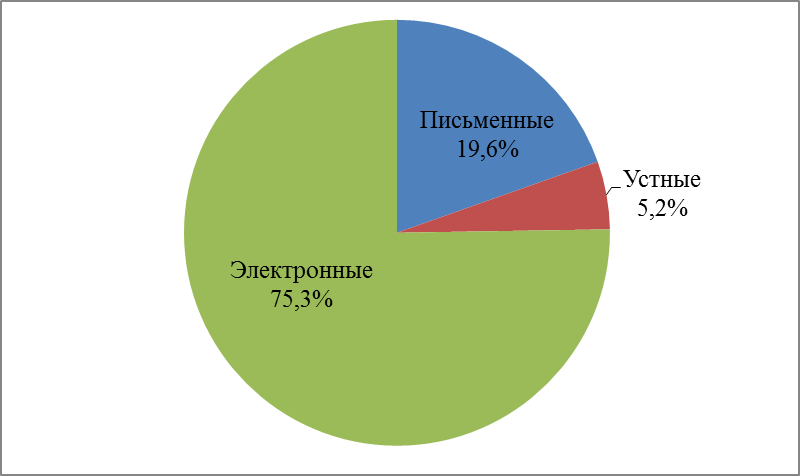 Письменные
19,6%
Устные
5,2%
Электронные
75,3%